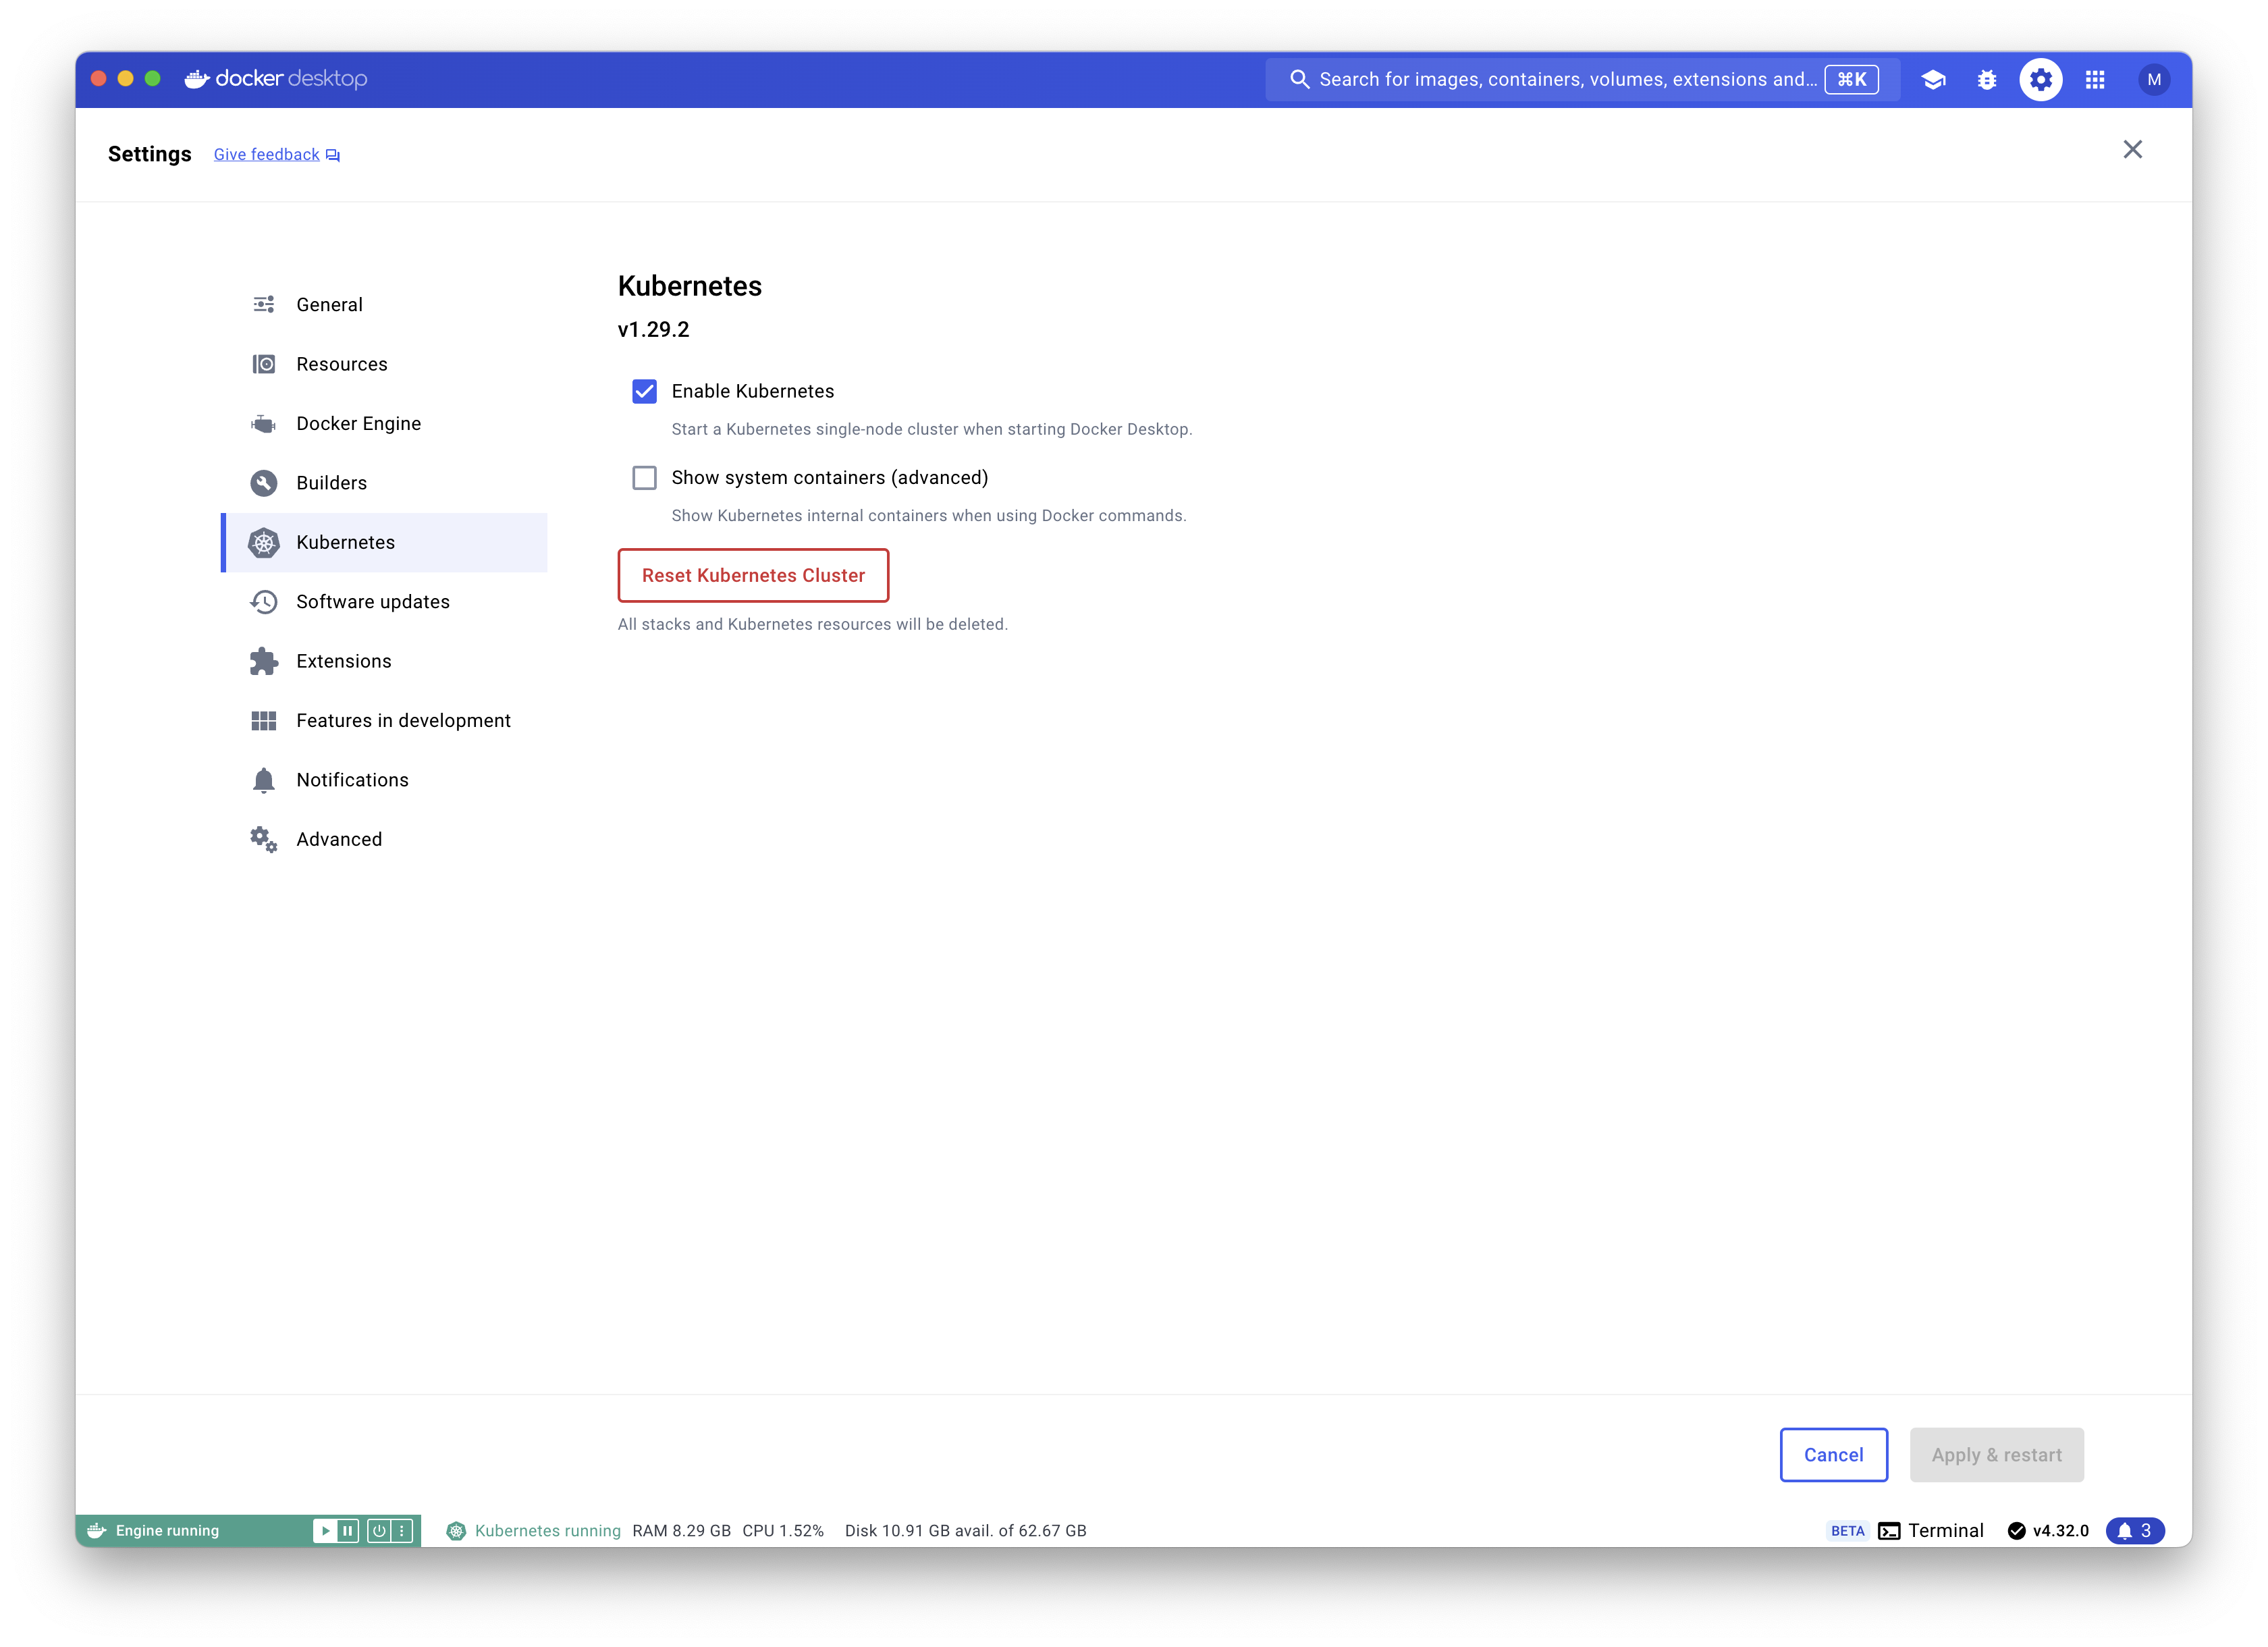 docker desktop
Search for images, containers, volumes, extensions and... ⌘K
M
Settings Give feedback
General
Resources
Docker Engine
Builders
Kubernetes
Software updates
Extensions
Features in development
Notifications
Advanced
Kubernetes
v1.29.2
Enable Kubernetes
Start a Kubernetes single-node cluster when starting Docker Desktop.
Show system containers (advanced)
Show Kubernetes internal containers when using Docker commands.
Reset Kubernetes Cluster
All stacks and Kubernetes resources will be deleted.
Cancel Apply & restart
Engine running Kubernetes running RAM 8.29 GB CPU 1.52% Disk 10.91 GB avail. of 62.67 GB BETA Terminal v4.32.0 3